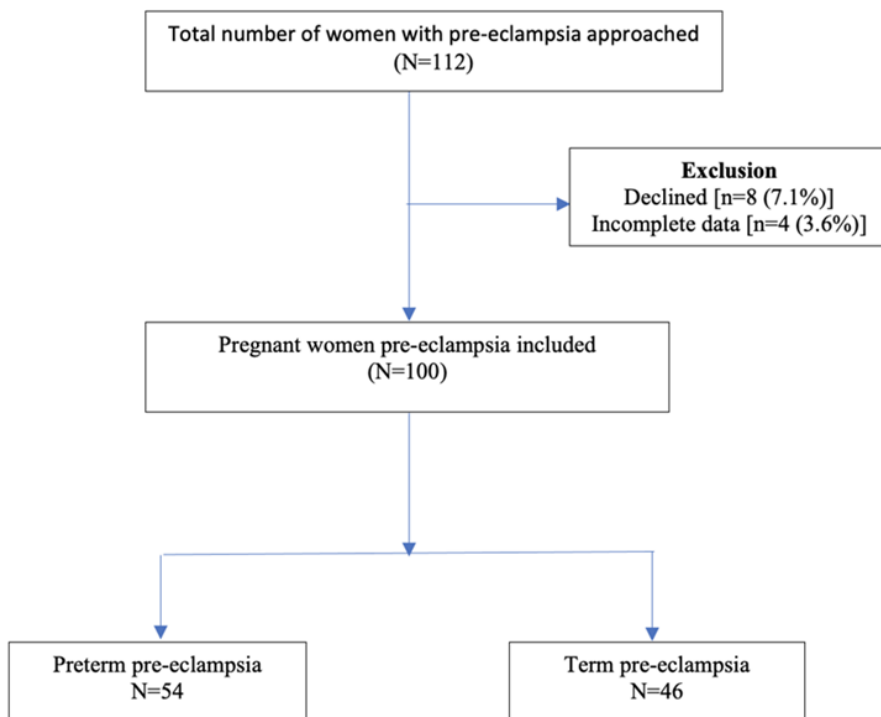 Total number of women with pre-eclampsia approached
(N=112)
Exclusion
Declined [n=8 (7.1%)]
Incomplete data [n=4 (3.6%)]
Pregnant women pre-eclampsia included
(N=100)
Preterm pre-eclampsia
N=54
Term pre-eclampsia
N=46